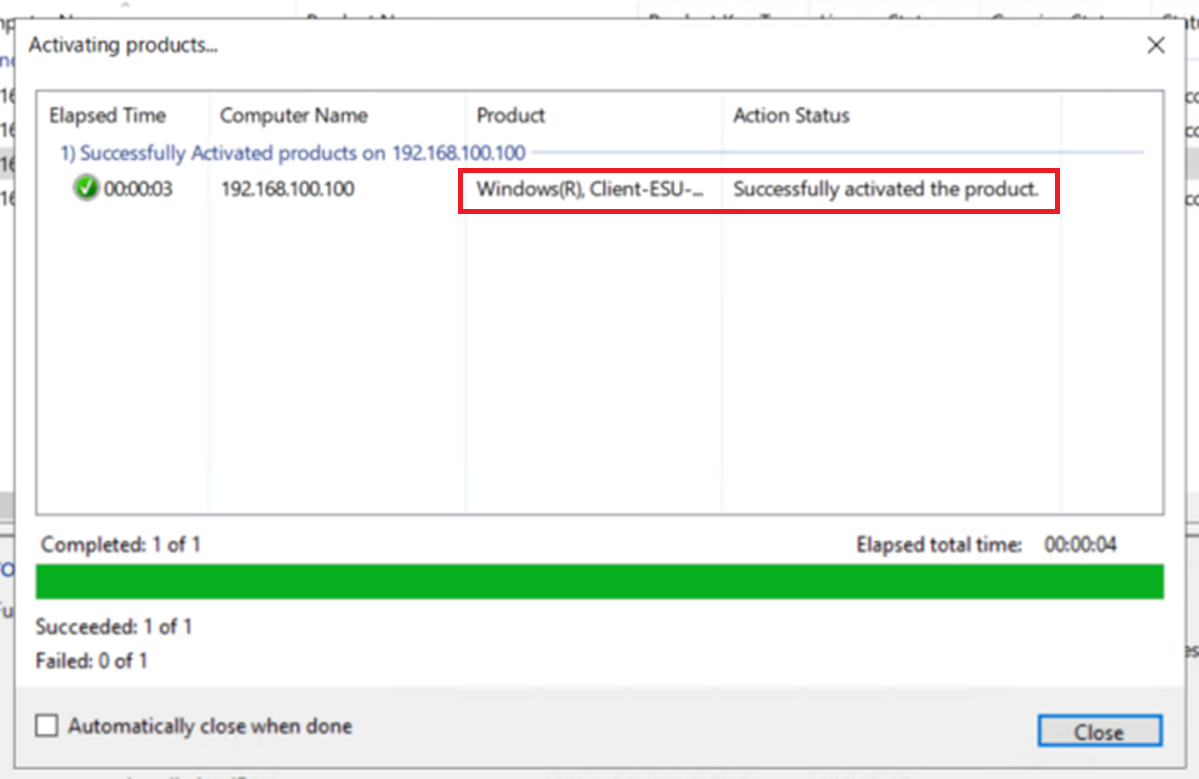 Activating products...
Elapsed Time Computer Name Product Action Status
1) Successfully Activated products on 192.168.100.100
00:00:03 192.168.100.100 Windows(R), Client-ESU-... Successfully activated the product.
Completed: 1 of 1 Elapsed total time: 00:00:04
Succeeded: 1 of 1
Failed: 0 of 1
Automatically close when done
Close